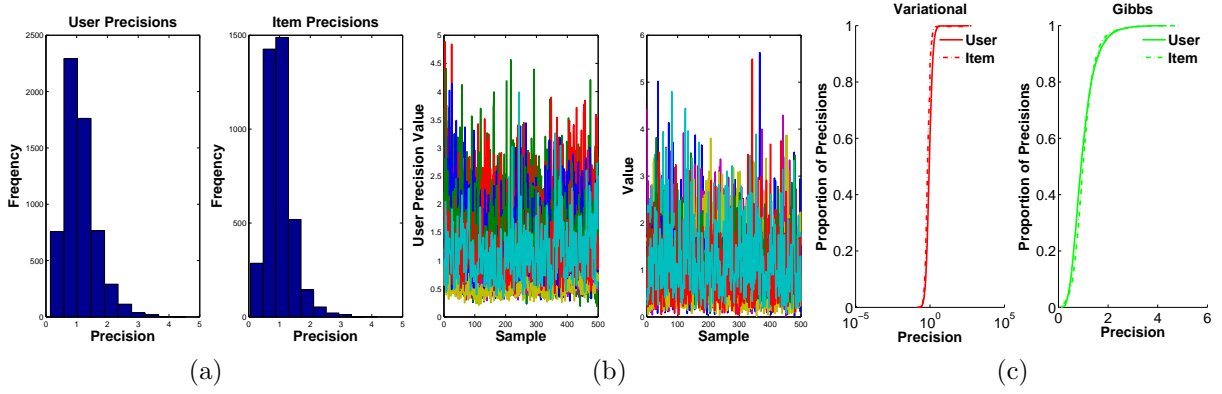 User Precisions
Freqency
2500
2000
1500
1000
500
0
0 1 2 3 4 5
Precision
Item Precisions
Freqency
1500
1000
500
0
0 1 2 3 4 5
Precision
(a)
User Precision Value
5
4.5
4
3.5
3
2.5
2
1.5
1
0.5
0
0 100 200 300 400 500
Sample
Value
6
5
4
3
2
1
0
0 100 200 300 400 500
Sample
(b)
Variational
Proportion of Precisions
1
0.8
0.6
0.4
0.2
0
User
Item
10^-5 10^0 10^5
Precision
Gibbs
Proportion of Precisions
1
0.8
0.6
0.4
0.2
0
User
Item
0 2 4 6
Precision
(c)